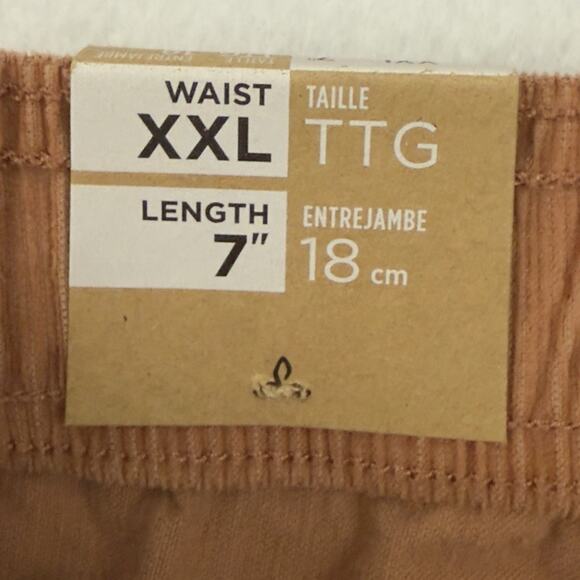 WAIST
XXL
LENGTH
7"
TAILLE
TTG
ENTREJAMBE
18 cm